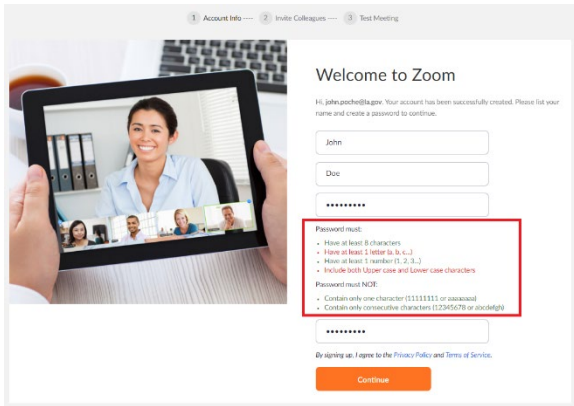 1 Account Info — 2 Invite Colleagues — 3 Test Meeting
Welcome to Zoom
Hi, john.poche@la.gov. Your account has been successfully created. Please list your
name and create a password to continue.
John
Doe
•••••••••
Password must:
• Have at least 8 characters
• Have at least 1 letter (a, b, c...)
• Have at least 1 number (1, 2, 3...)
• Include both Upper case and Lower case characters
Password must NOT:
• Contain only one character (11111111 or aaaaaaaa)
• Contain only consecutive characters (12345678 or abcdefgh)
•••••••••
By signing up, I agree to the Privacy Policy and Terms of Service.
Continue